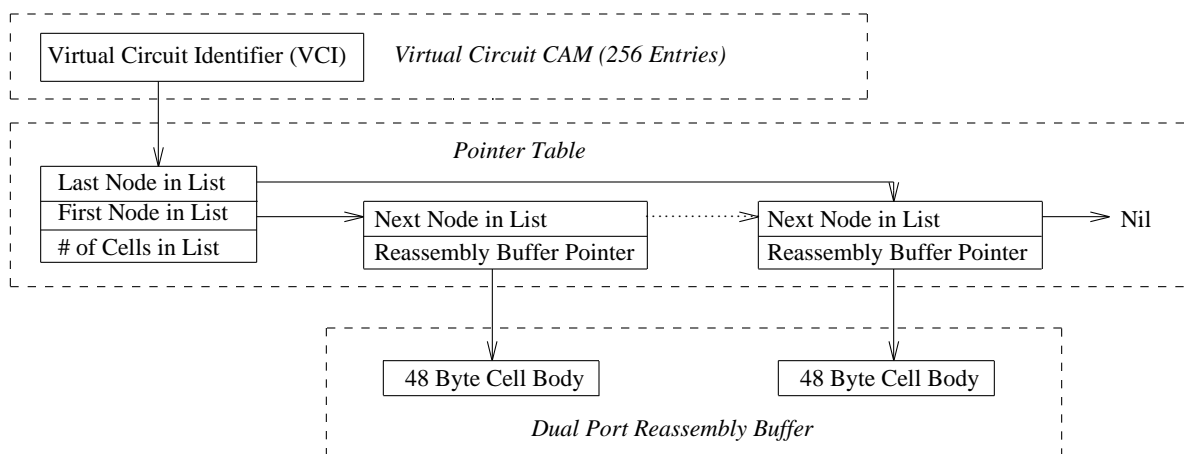 Virtual Circuit Identifier (VCI)
Virtual Circuit CAM (256 Entries)
Pointer Table
Last Node in List
First Node in List
# of Cells in List
Next Node in List
Reassembly Buffer Pointer
Next Node in List
Reassembly Buffer Pointer
Nil
48 Byte Cell Body
48 Byte Cell Body
Dual Port Reassembly Buffer